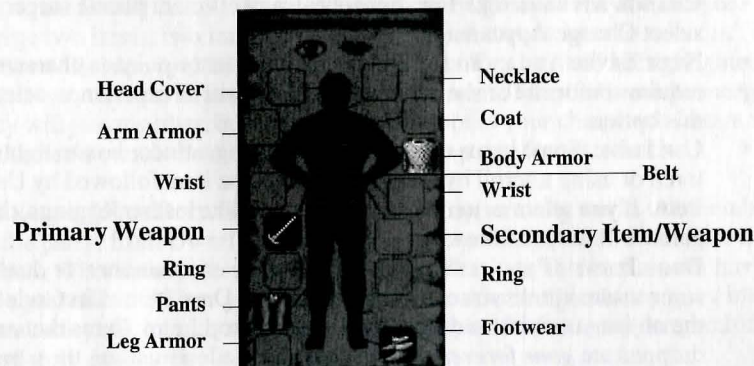 Head Cover
Arm Armor
Wrist
Primary Weapon
Ring
Pants
Leg Armor
Necklace
Coat
Body Armor
Belt
Wrist
Secondary Item/Weapon
Ring
Footwear